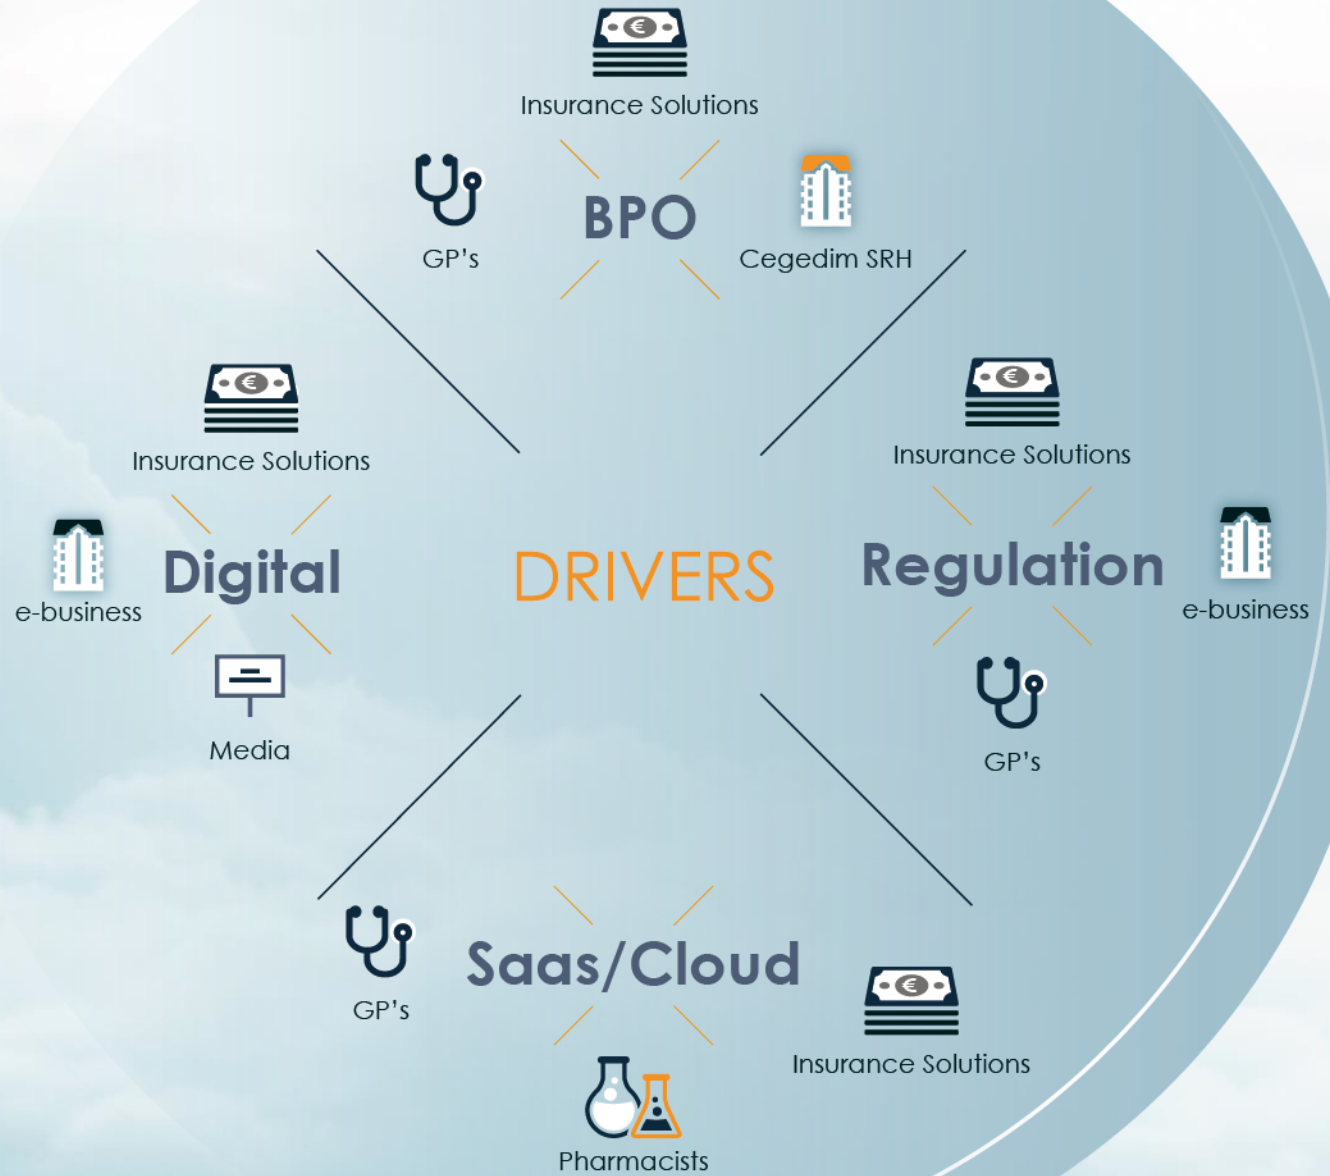 Insurance Solutions
GP's
BPO
Cegedim SRH
Insurance Solutions
e-business
Digital
Media
DRIVERS
Insurance Solutions
Regulation
e-business
GP's
GP's
Saas/Cloud
Insurance Solutions
Pharmacists